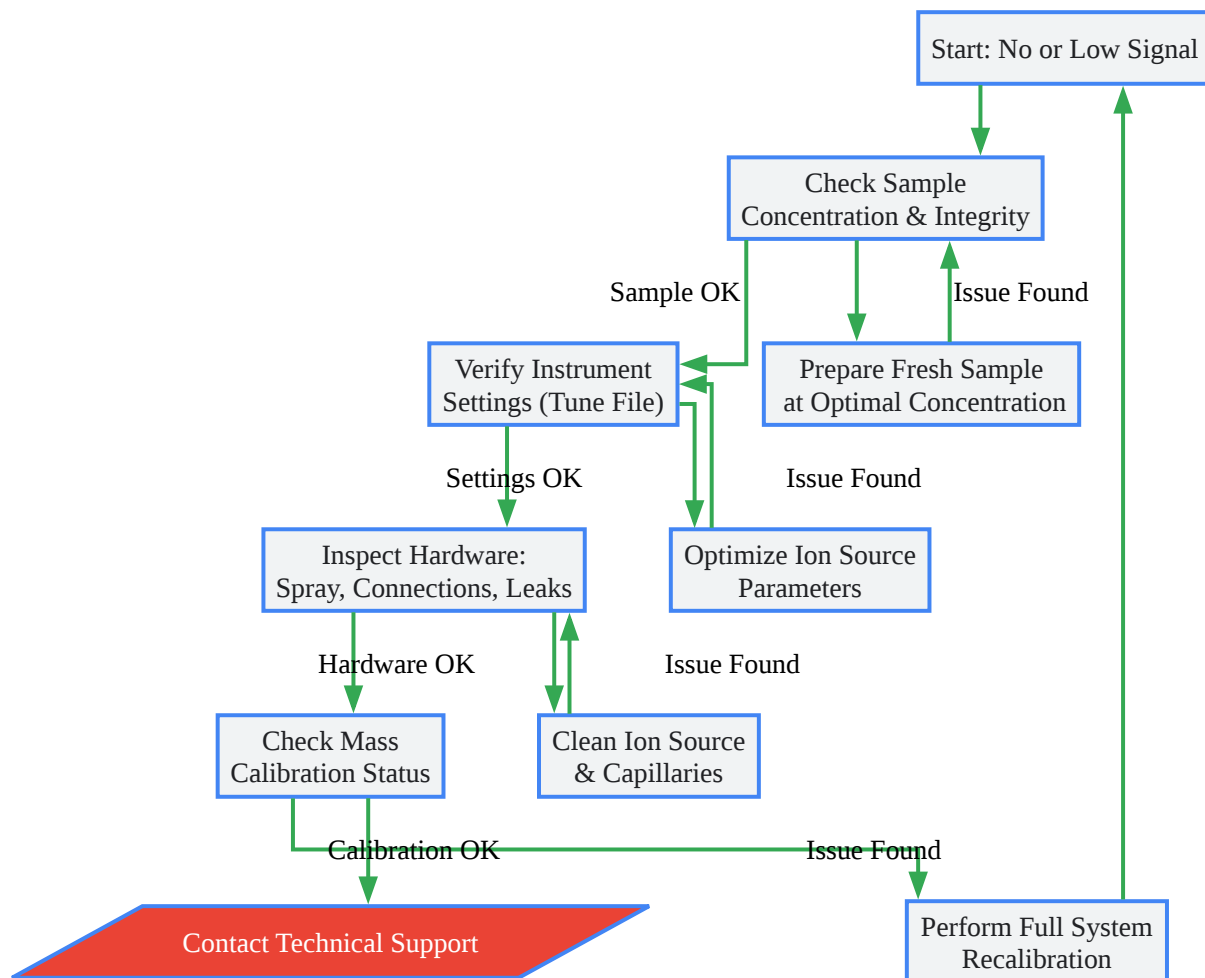 Start: No or Low Signal
Check Sample
Concentration & Integrity
Sample OK
Issue Found
Verify Instrument
Settings (Tune File)
Prepare Fresh Sample
at Optimal Concentration
Settings OK
Issue Found
Inspect Hardware:
Spray, Connections, Leaks
Optimize Ion Source
Parameters
Hardware OK
Issue Found
Check Mass
Calibration Status
Clean Ion Source
& Capillaries
Calibration OK
Issue Found
Contact Technical Support
Perform Full System
Recalibration